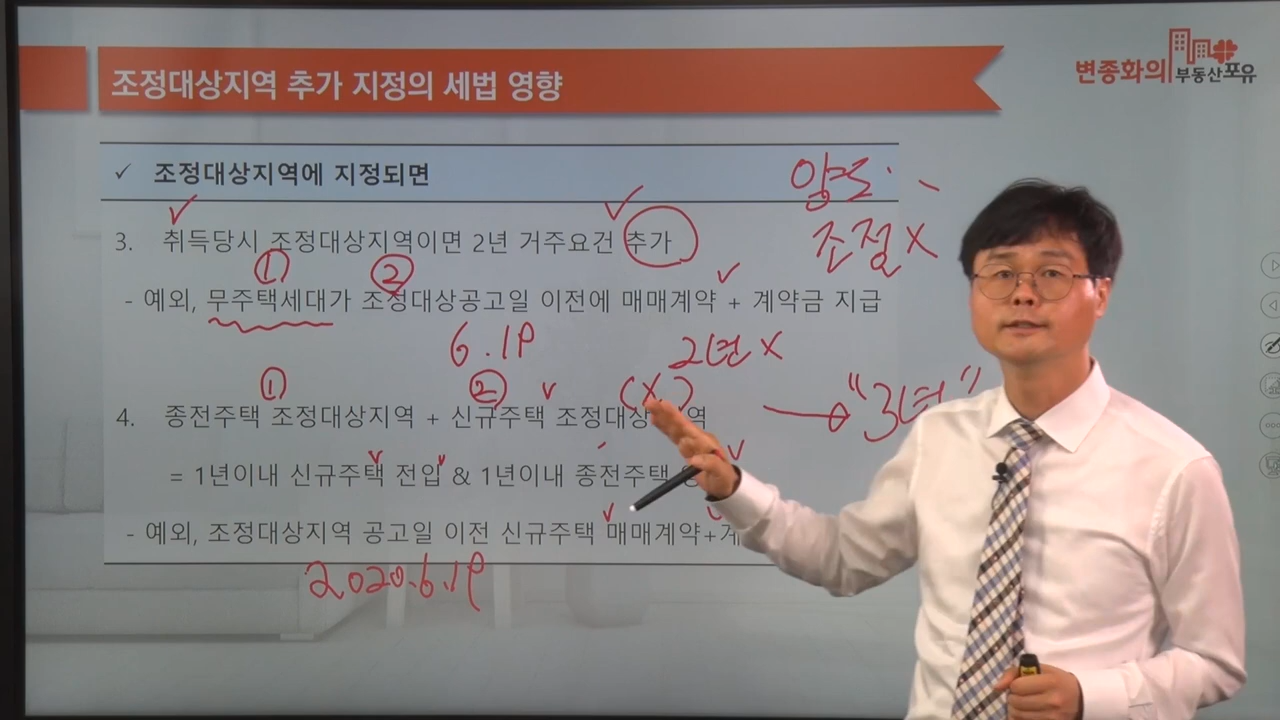 조정대상지역 추가 지정의 세법 영향
변종화의 부동산포유
✓ 조정대상지역에 지정되면
양도
조절 X
3. 취득당시 조정대상지역이면 2년 거주요건 추가
① ②
- 예외, 무주택세대가 조정대상공고일 이전에 매매계약 + 계약금 지급
6.19
2년 X
① ② (X) "3년"
4. 종전주택 조정대상지역 + 신규주택 조정대상지역
= 1년이내 신규주택 전입 & 1년이내 종전주택
- 예외, 조정대상지역 공고일 이전 신규주택 매매계약+계
2020.6.19